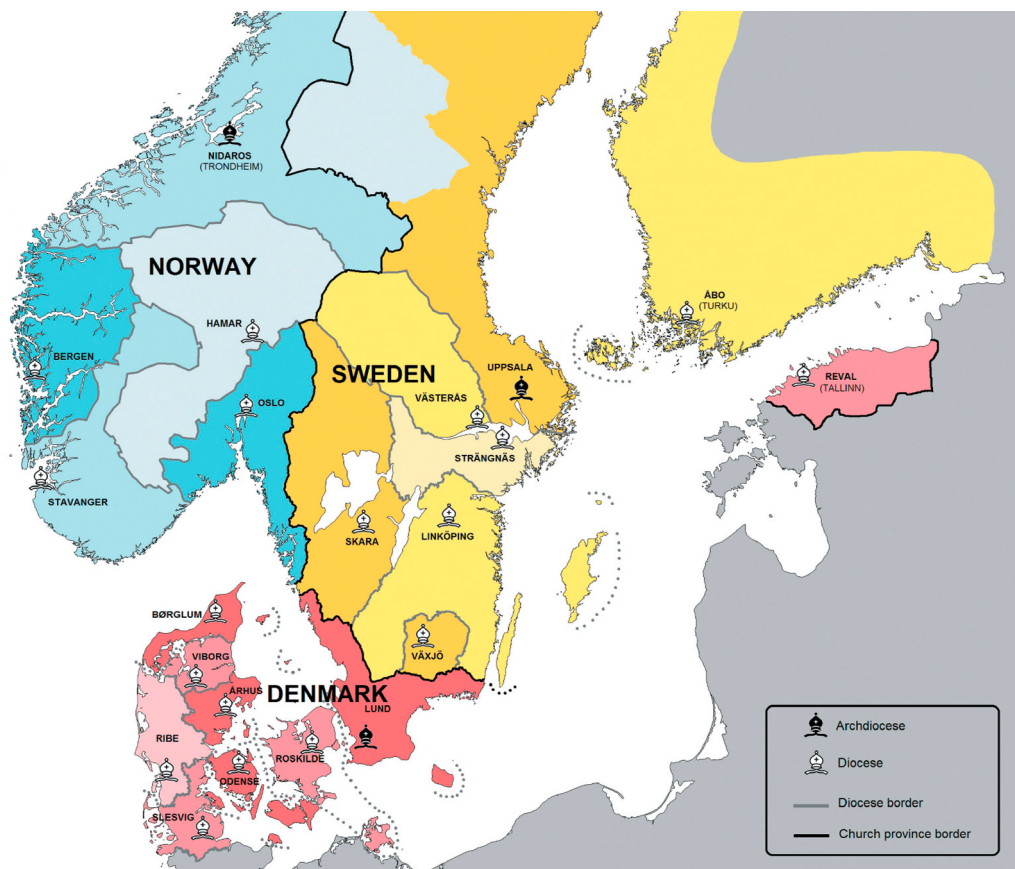 NIDAROS
(TRONDHEIM)
NORWAY
HAMAR
BERGEN
OSLO
STAVANGER
SWEDEN
UPPSALA
VÄSTERÅS
STRÄNGNÄS
SKARA
LINKÖPING
VÄXJÖ
ÅBO
(TURKU)
REVAL
(TALLINN)
BØRGLUM
VIBORG
ÅRHUS
DENMARK
LUND
RIBE
ROSKILDE
ODENSE
SLESVIG
Archdiocese
Diocese
Diocese border
Church province border